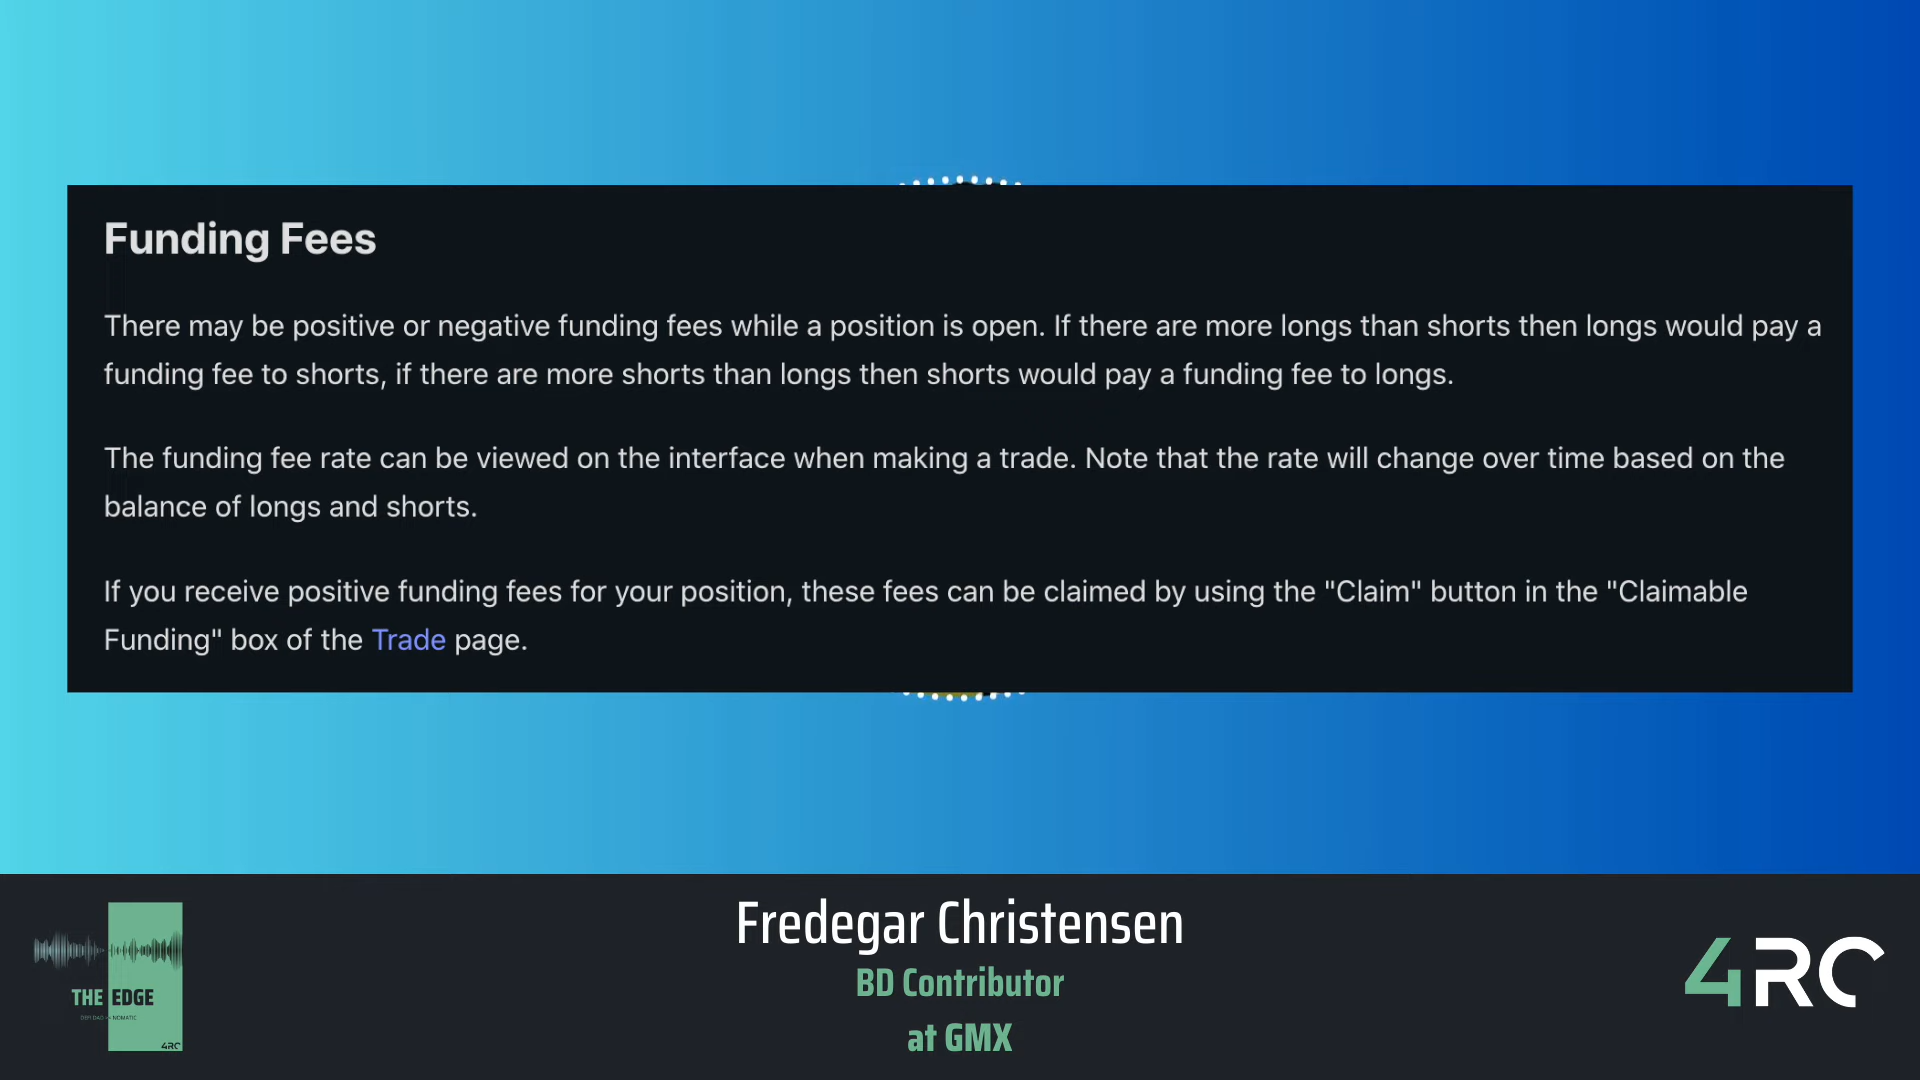 Funding Fees
There may be positive or negative funding fees while a position is open. If there are more longs than shorts then longs would pay a
funding fee to shorts, if there are more shorts than longs then shorts would pay a funding fee to longs.
The funding fee rate can be viewed on the interface when making a trade. Note that the rate will change over time based on the
balance of longs and shorts.
If you receive positive funding fees for your position, these fees can be claimed by using the "Claim" button in the "Claimable
Funding" box of the Trade page.
Fredegar Christensen
BD Contributor
at GMX
THE EDGE
4RC
4RC